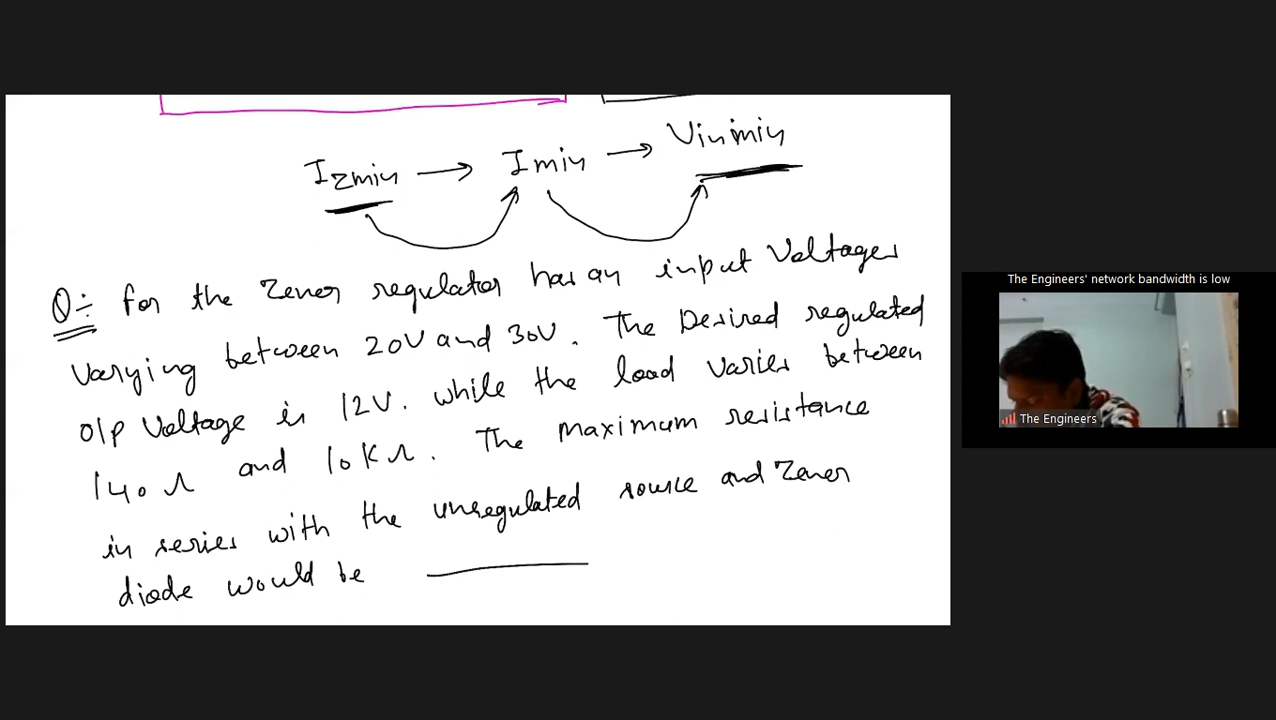 Izmin → Imin → Vinmin
Q÷ for the Zener regulator has an input Voltages
Varying between 20V and 30V. The Desired regulated
O/P Voltage is 12V. while the load Varies between
140Ω and 10KΩ. The maximum resistance
in series with the unregulated source and Zener
diode would be
The Engineers' network bandwidth is low
The Engineers